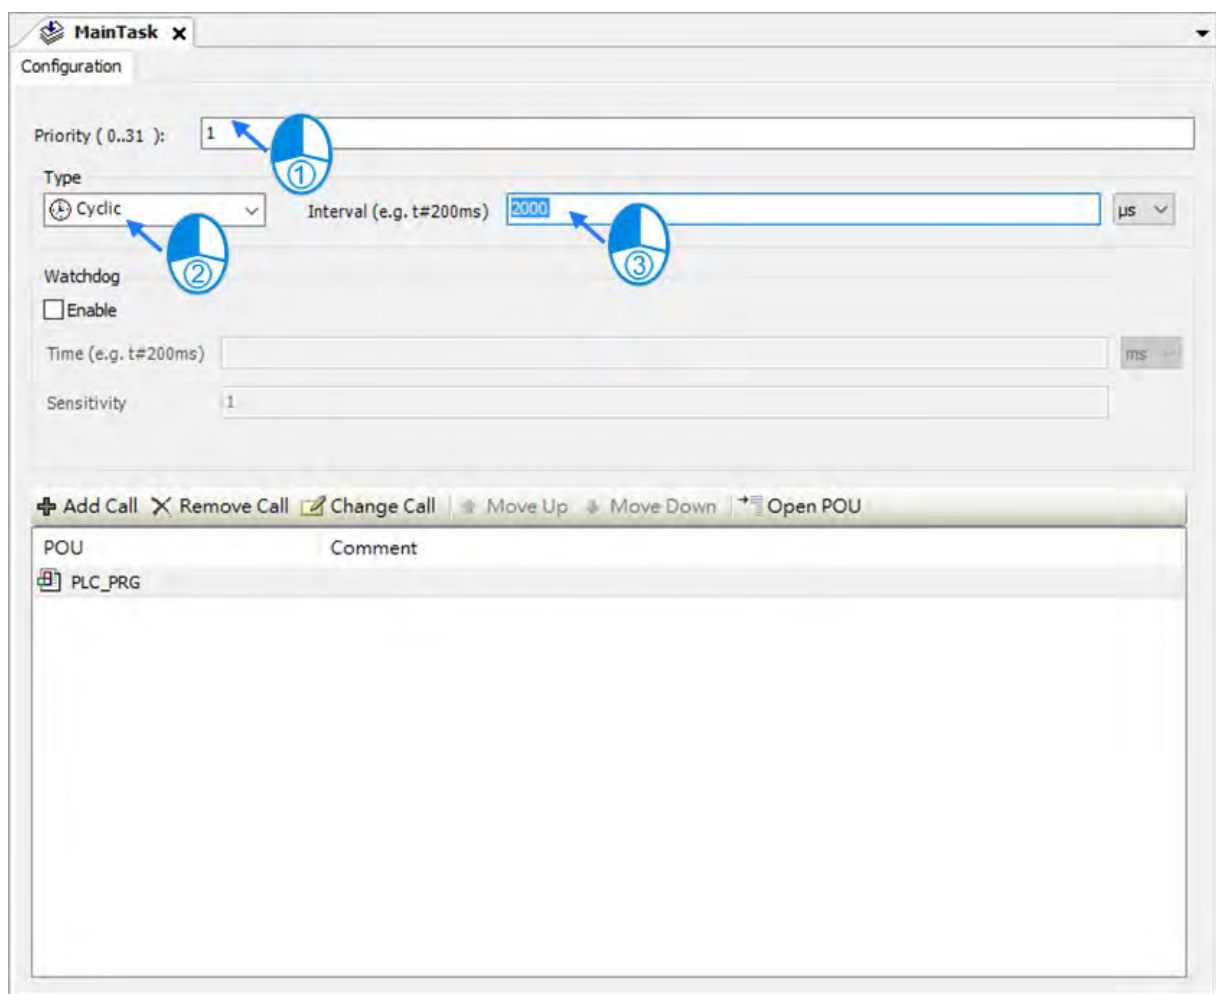 MainTask
Configuration
Priority ( 0..31 ): 1
①
Type
Cyclic Interval (e.g. t#200ms) 2000 µs
② ③
Watchdog
Enable
Time (e.g. t#200ms) ms
Sensitivity 1
Add Call Remove Call Change Call Move Up Move Down Open POU
POU Comment
PLC_PRG